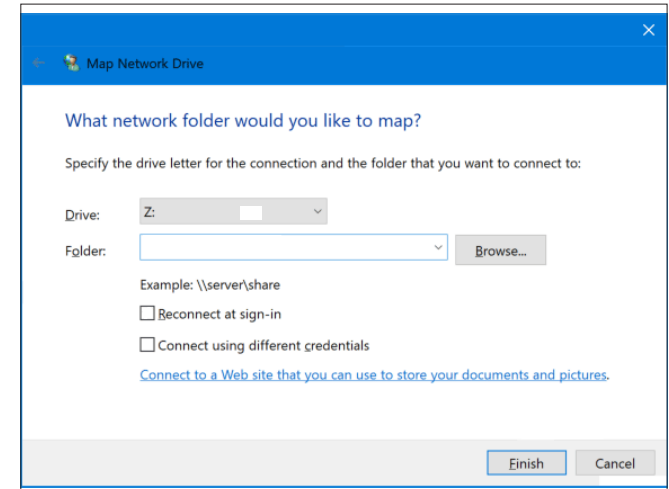 Map Network Drive
What network folder would you like to map?
Specify the drive letter for the connection and the folder that you want to connect to:
Drive: Z:
Folder: Browse...
Example: \\server\share
Reconnect at sign-in
Connect using different credentials
Connect to a Web site that you can use to store your documents and pictures.
Finish Cancel